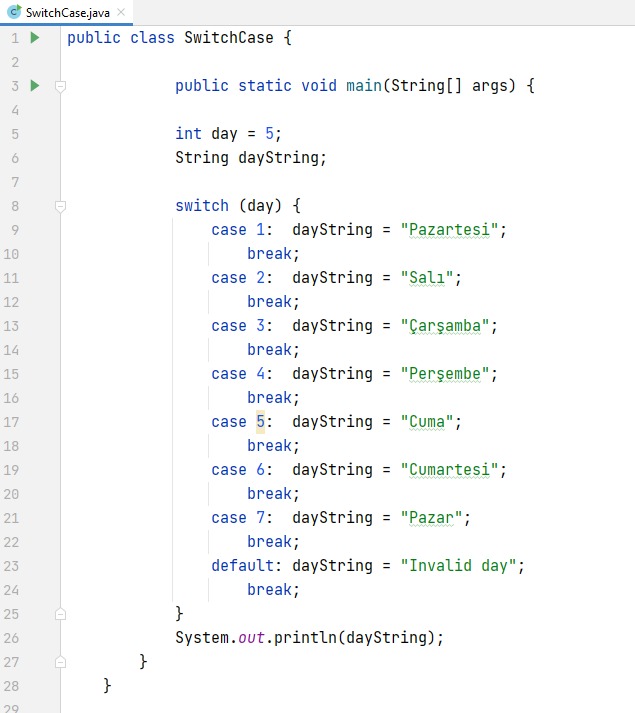 SwitchCase.java
1 public class SwitchCase {
2
3 public static void main(String[] args) {
4
5 int day = 5;
6 String dayString;
7
8 switch (day) {
9 case 1:  dayString = "Pazartesi";
10 break;
11 case 2:  dayString = "Salı";
12 break;
13 case 3:  dayString = "Çarşamba";
14 break;
15 case 4:  dayString = "Perşembe";
16 break;
17 case 5:  dayString = "Cuma";
18 break;
19 case 6:  dayString = "Cumartesi";
20 break;
21 case 7:  dayString = "Pazar";
22 break;
23 default: dayString = "Invalid day";
24 break;
25 }
26 System.out.println(dayString);
27 }
28 }
29